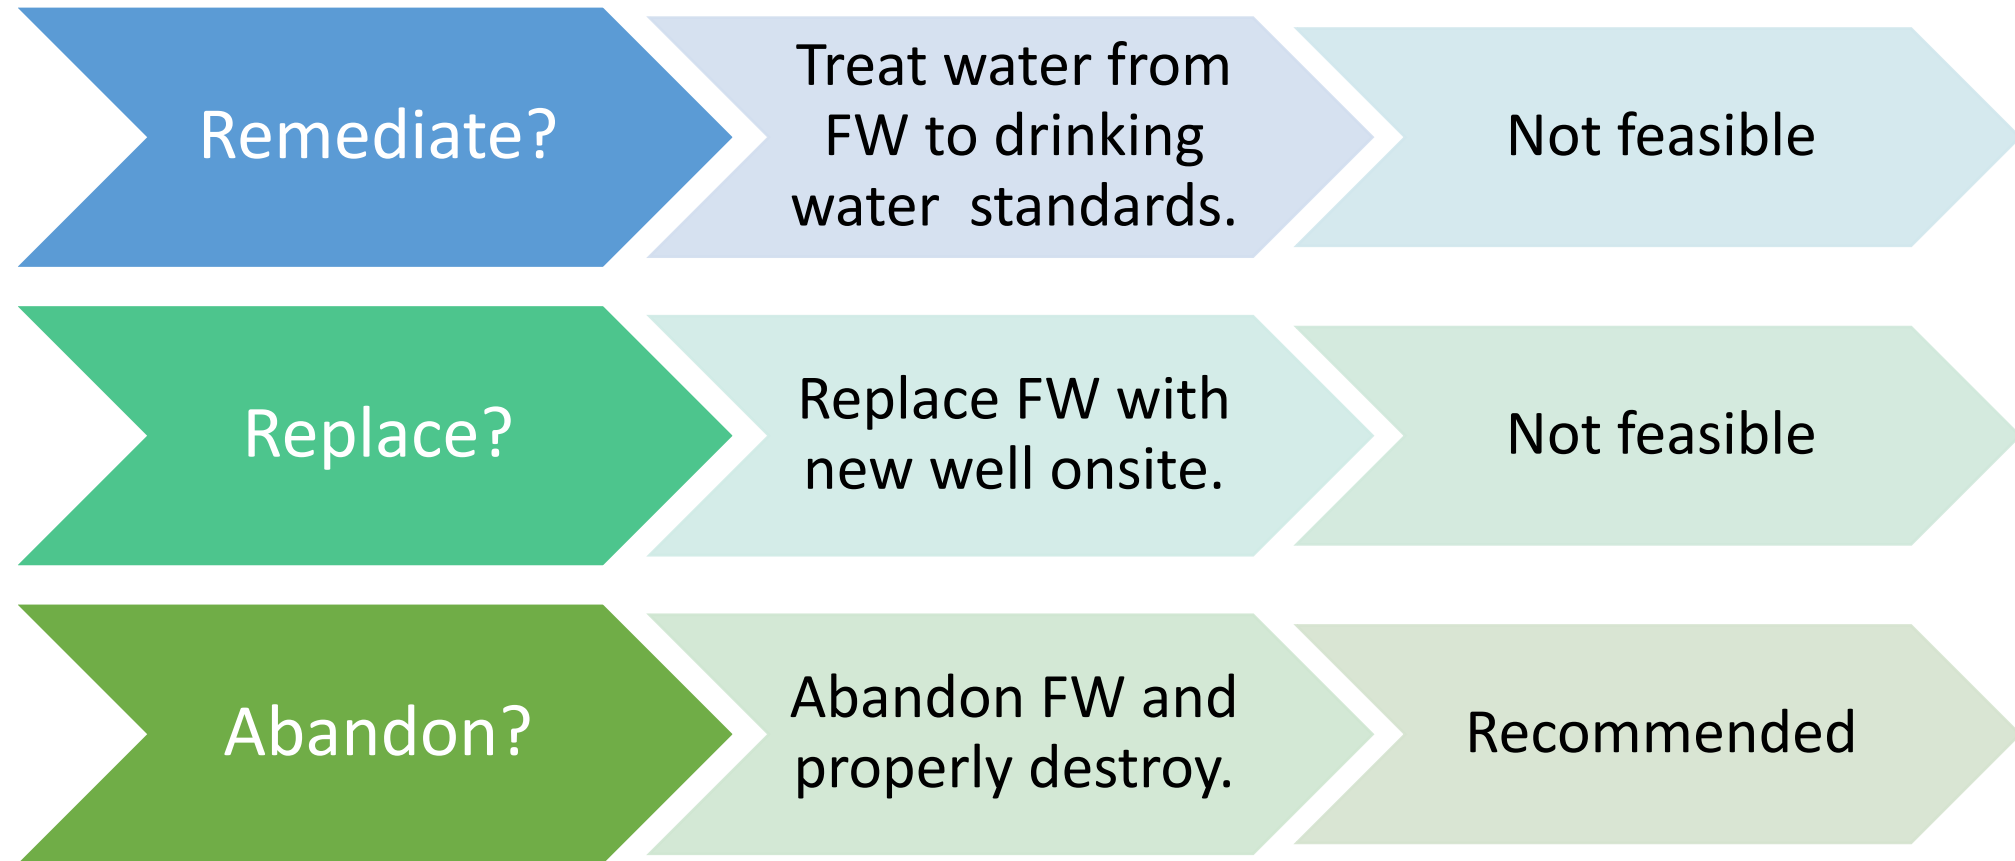 Remediate?
Treat water from
FW to drinking
water  standards.
Not feasible
Replace?
Replace FW with
new well onsite.
Not feasible
Abandon?
Abandon FW and
properly destroy.
Recommended